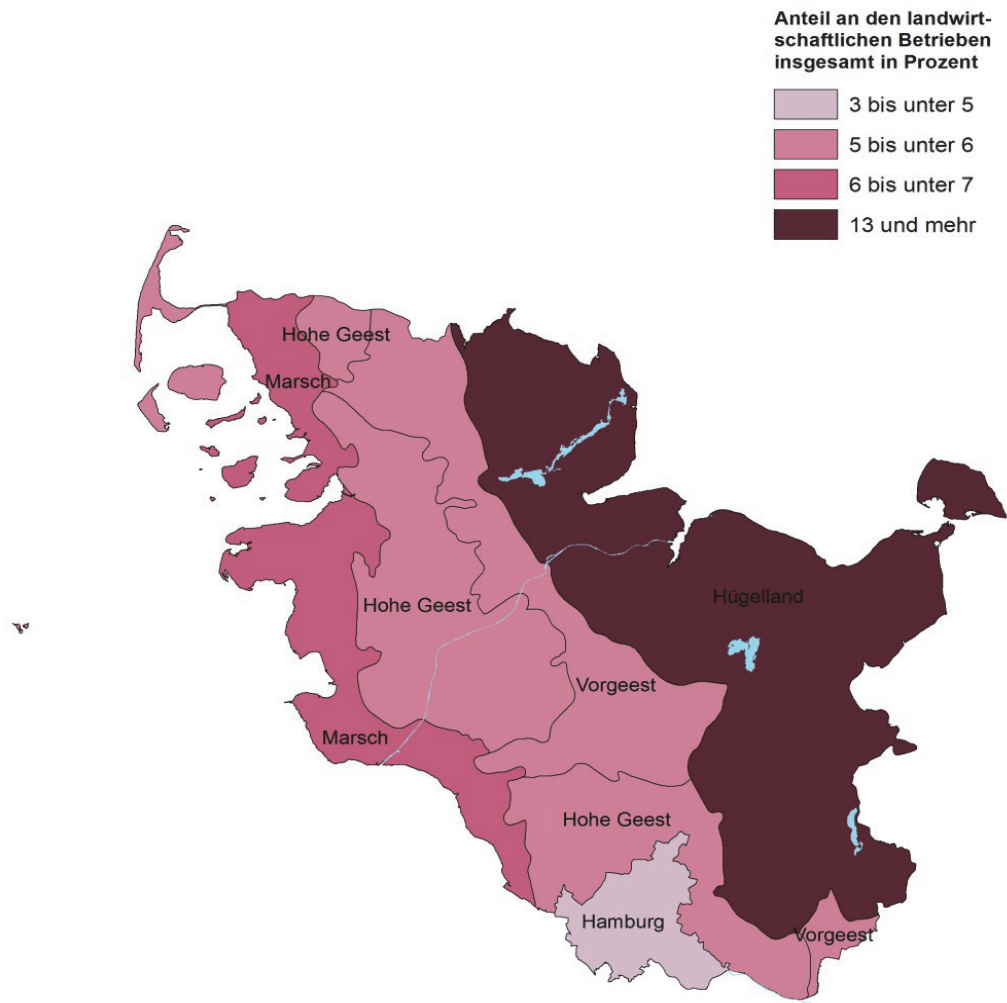 Anteil an den landwirt-
schaftlichen Betrieben
insgesamt in Prozent
3 bis unter 5
5 bis unter 6
6 bis unter 7
13 und mehr
Hohe Geest
Marsch
Hügelland
Hohe Geest
Vorgeest
Marsch
Hohe Geest
Hamburg
Vorgeest